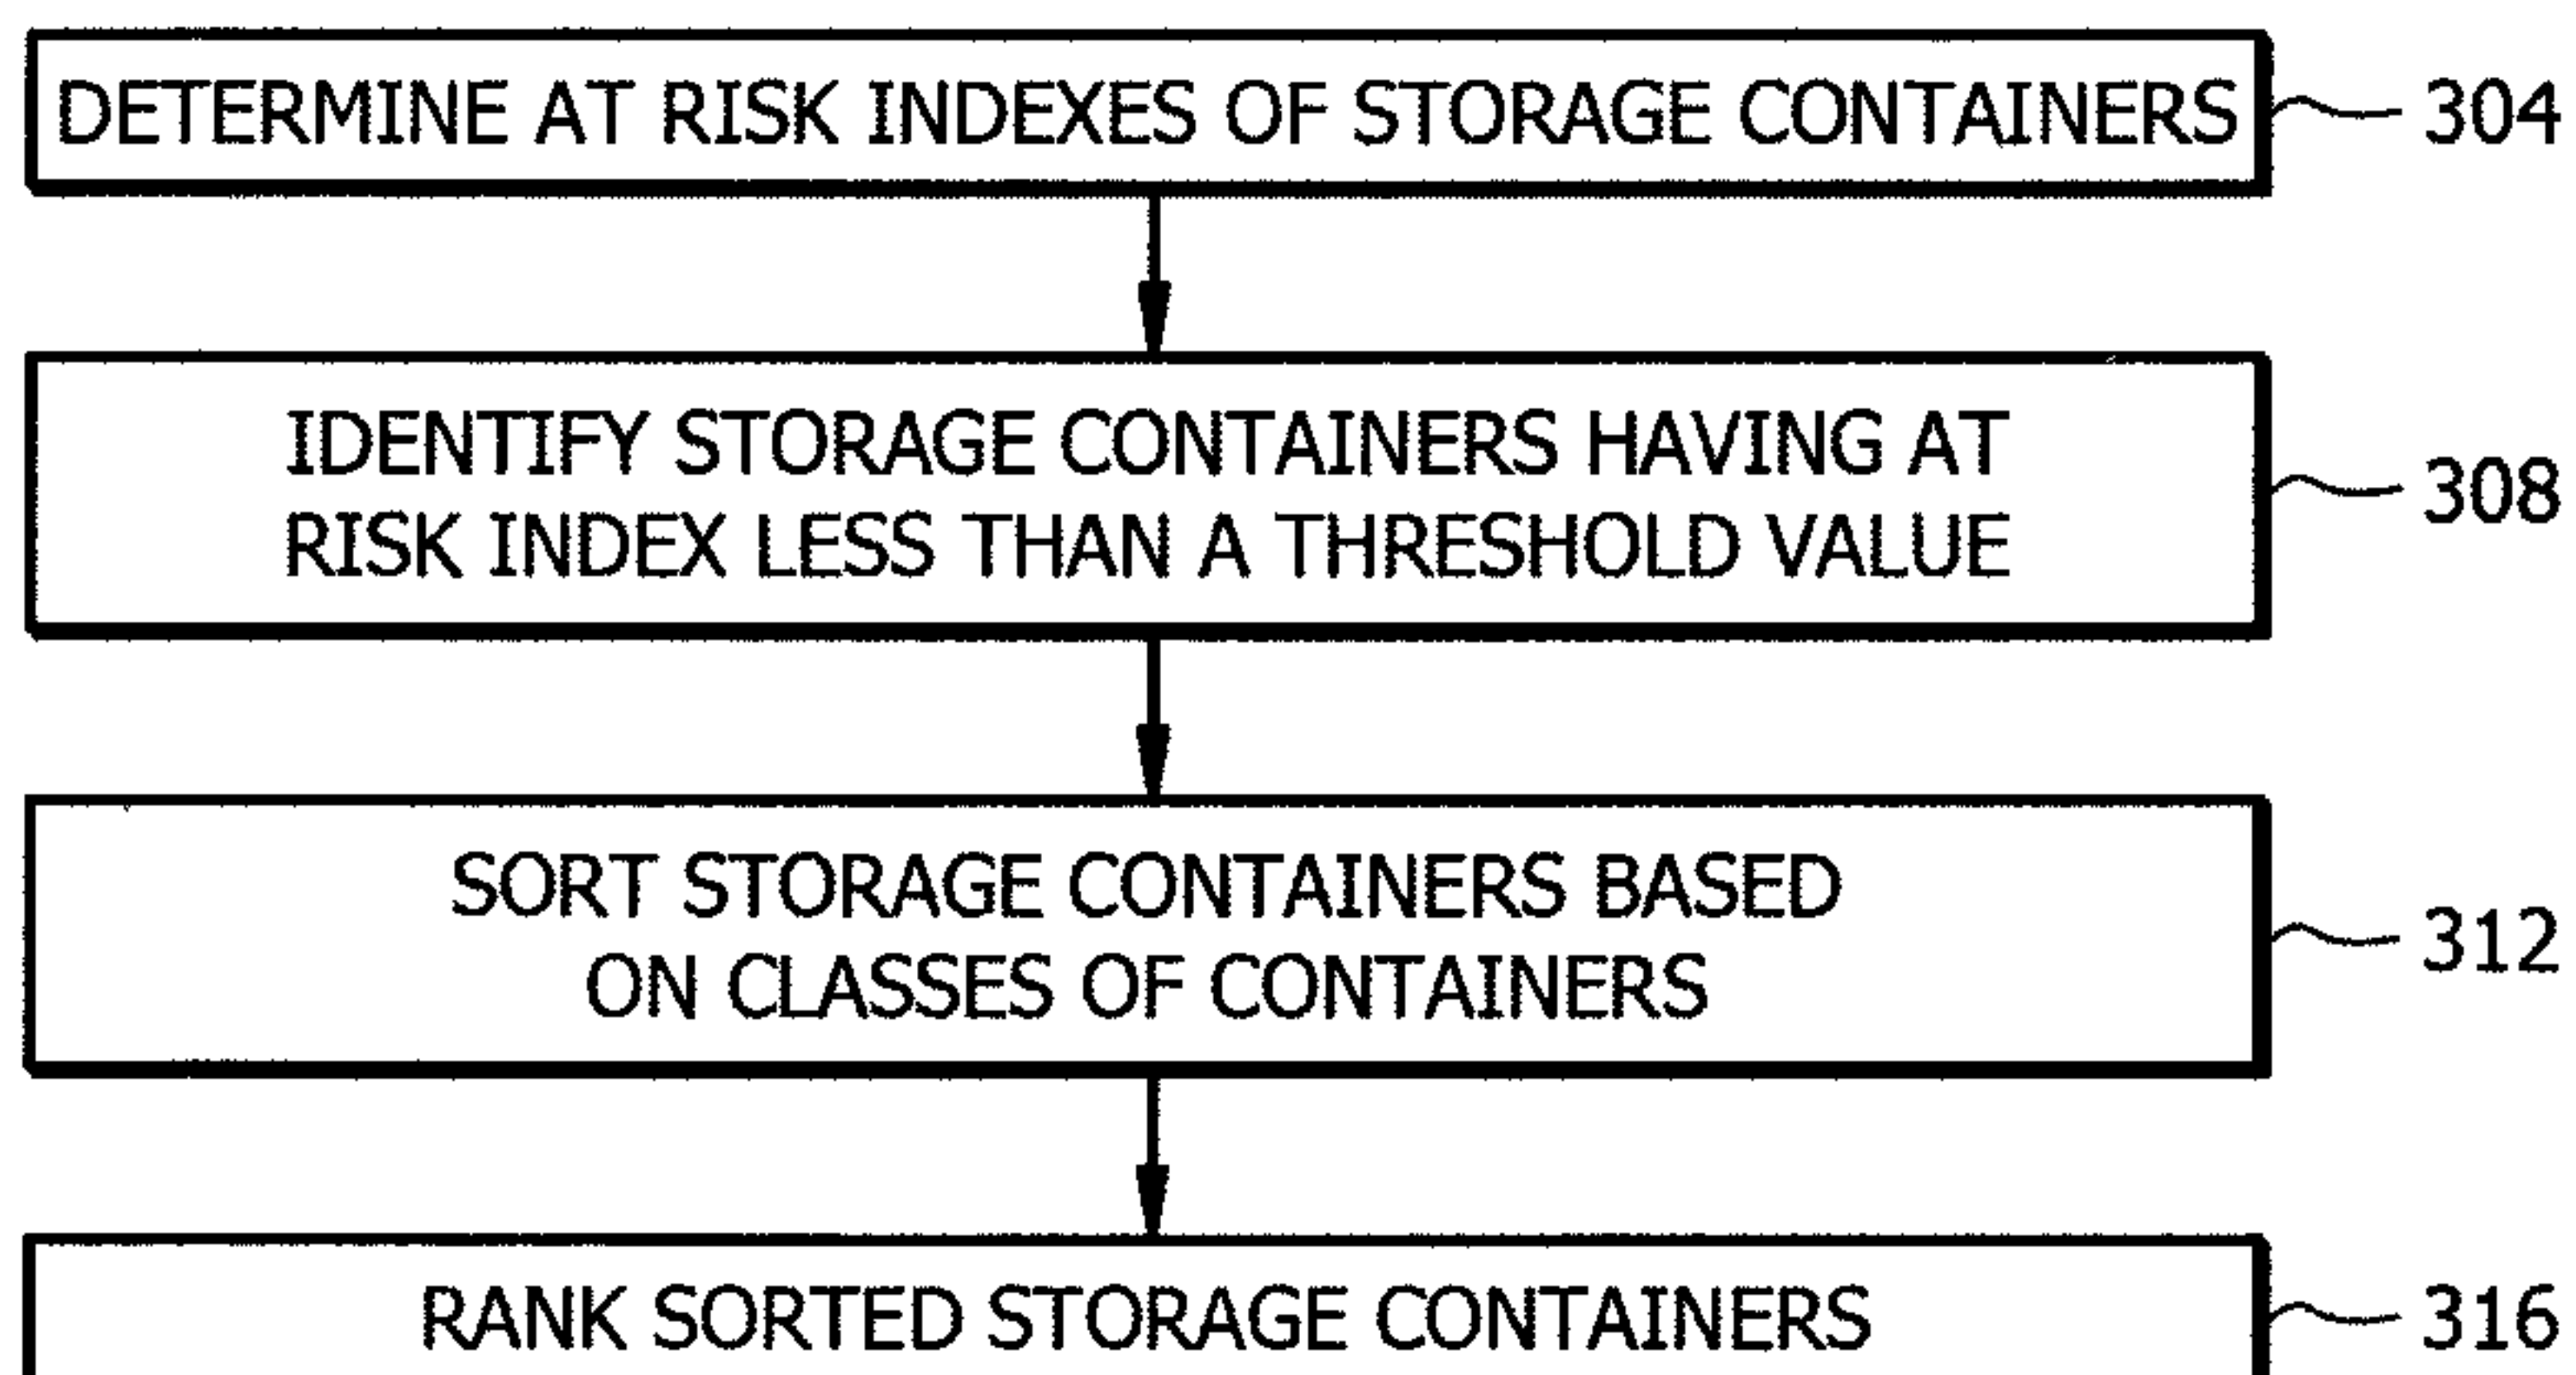 DETERMINE AT RISK INDEXES OF STORAGE CONTAINERS
304
IDENTIFY STORAGE CONTAINERS HAVING AT
RISK INDEX LESS THAN A THRESHOLD VALUE
308
SORT STORAGE CONTAINERS BASED
ON CLASSES OF CONTAINERS
312
RANK SORTED STORAGE CONTAINERS
316